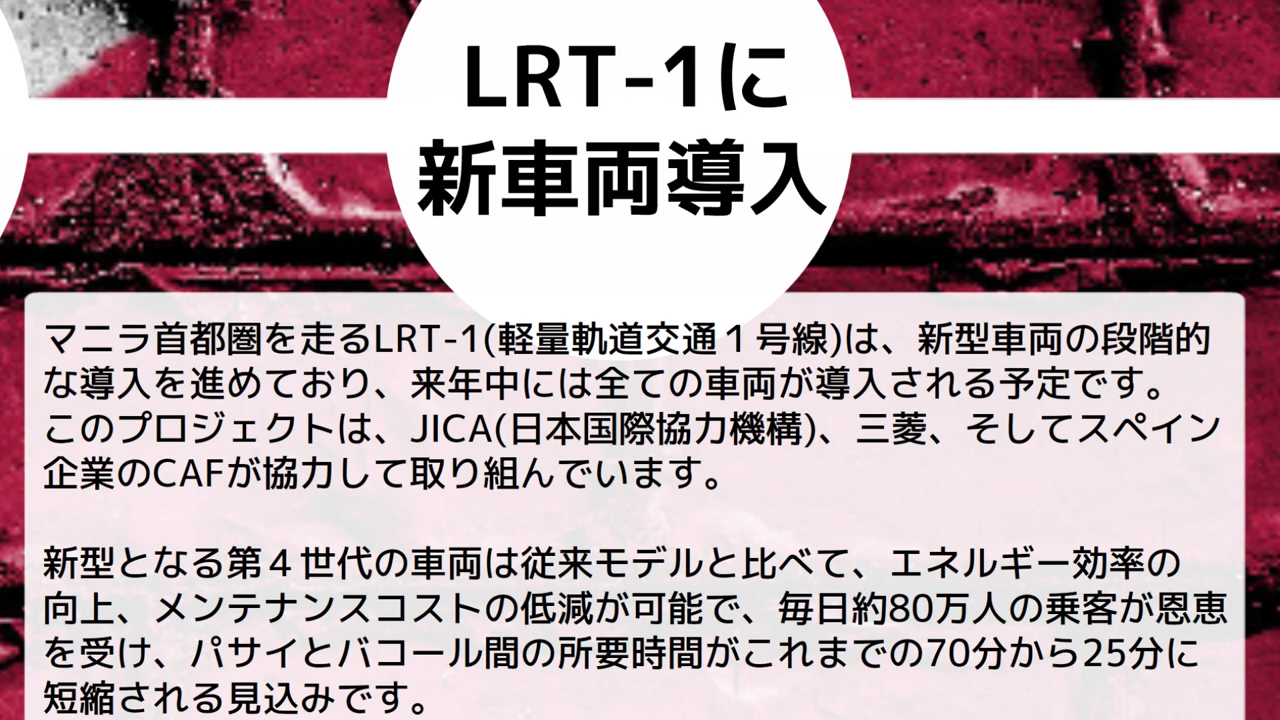 LRT-1に
新車両導入
マニラ首都圏を走るLRT-1(軽量軌道交通１号線)は、新型車両の段階的
な導入を進めており、来年中には全ての車両が導入される予定です。
このプロジェクトは、JICA(日本国際協力機構)、三菱、そしてスペイン
企業のCAFが協力して取り組んでいます。
新型となる第４世代の車両は従来モデルと比べて、エネルギー効率の
向上、メンテナンスコストの低減が可能で、毎日約80万人の乗客が恩恵
を受け、パサイとバコール間の所要時間がこれまでの70分から25分に
短縮される見込みです。